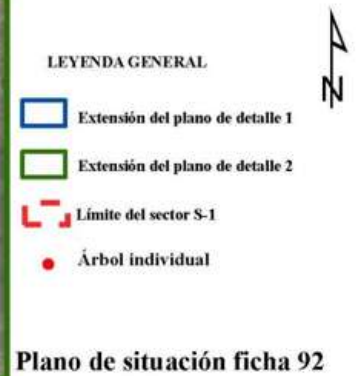 N
LEYENDA GENERAL
Extensión del plano de detalle 1
Extensión del plano de detalle 2
Límite del sector S-1
Árbol individual
Plano de situación ficha 92